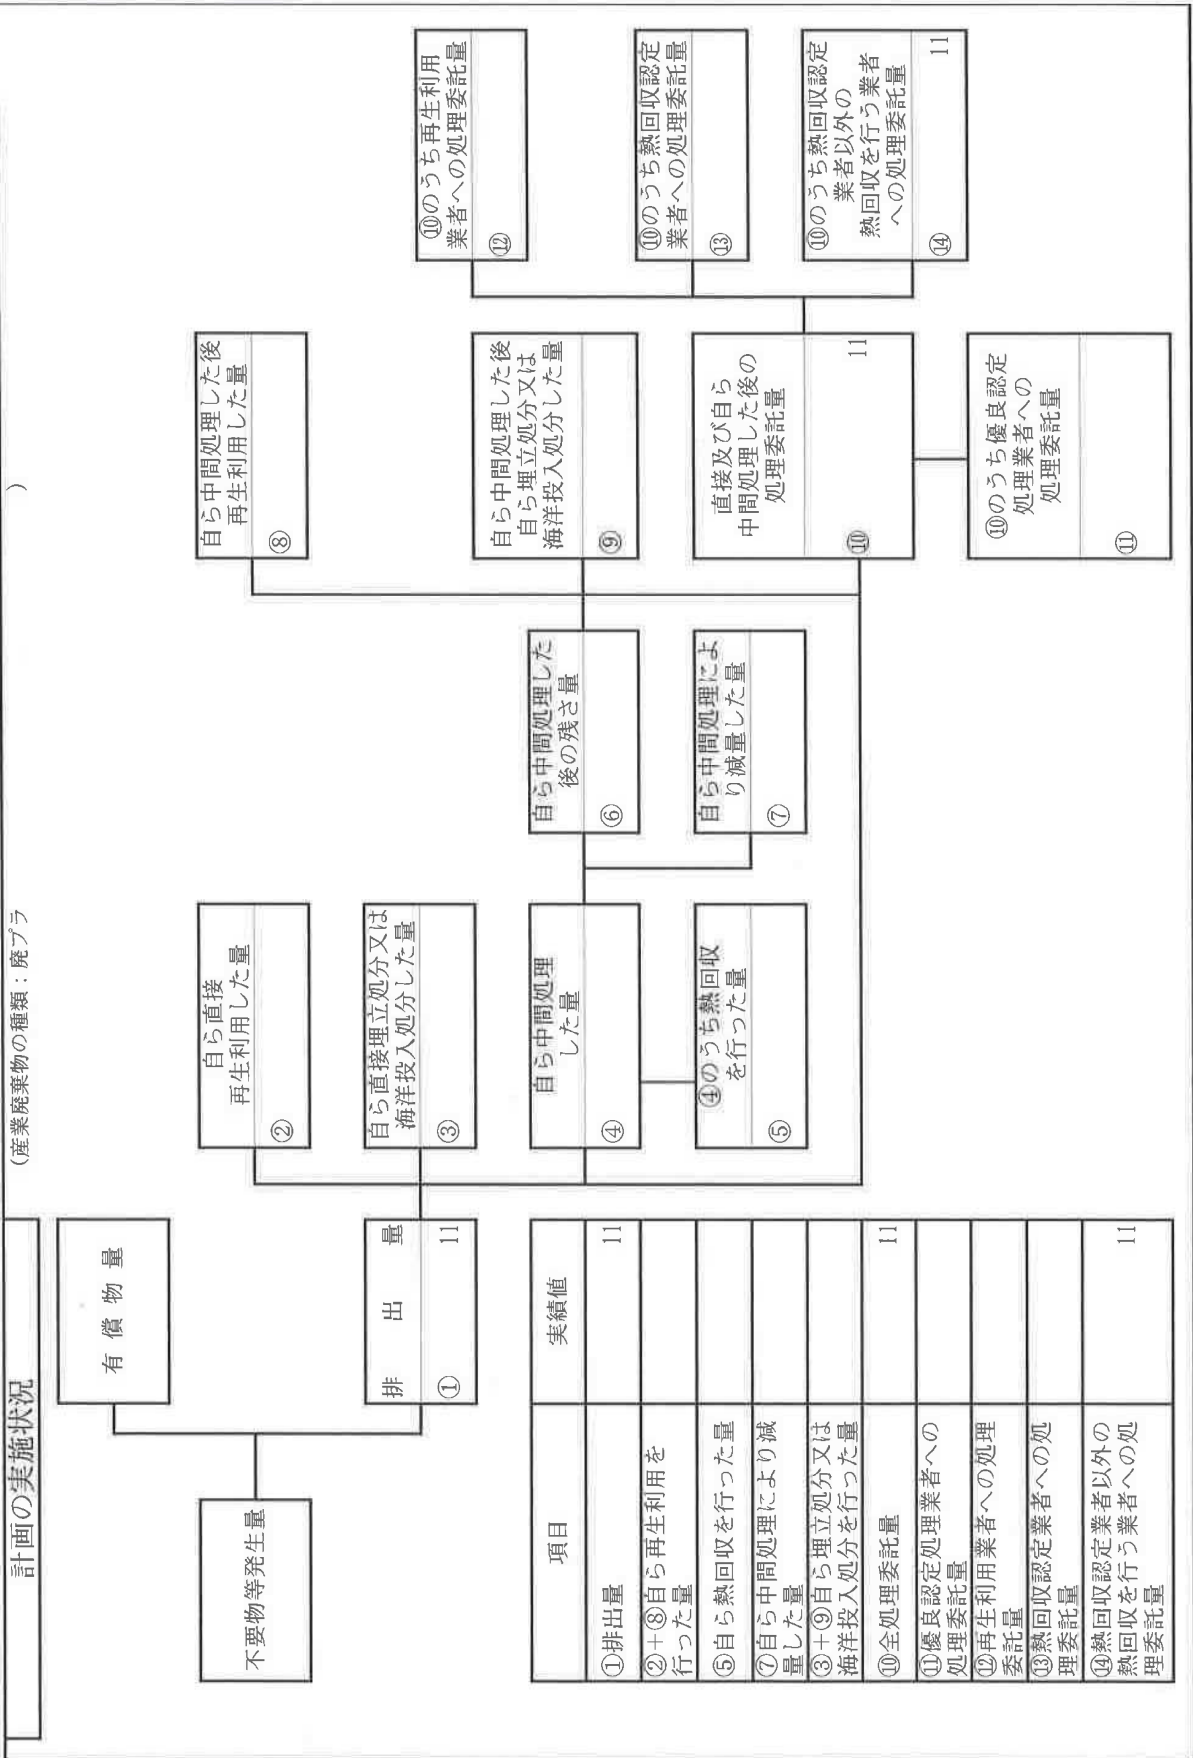 計画の実施状況
(産業廃棄物の種類：廃プラ )
不要物等発生量
有償物量
排出量
① 11
自ら直接
再生利用した量
②
自ら直接埋立処分又は
海洋投入処分した量
③
自ら中間処理
した量
④
④のうち熱回収
を行った量
⑤
自ら中間処理した
後の残さ量
⑥
自ら中間処理によ
り減量した量
⑦
自ら中間処理した後
再生利用した量
⑧
自ら中間処理した後
自ら埋立処分又は
海洋投入処分した量
⑨
直接及び自ら
中間処理した後の
処理委託量
⑩ 11
⑩のうち優良認定
処理業者への
処理委託量
⑪
⑩のうち再生利用
業者への処理委託量
⑫
⑩のうち熱回収認定
業者への処理委託量
⑬
⑩のうち熱回収認定
業者以外の
熱回収を行う業者
への処理委託量
⑭ 11
項目 実績値
①排出量 11
②＋⑧自ら再生利用を
行った量
⑤自ら熱回収を行った量
⑦自ら中間処理により減
量した量
③＋⑨自ら埋立処分又は
海洋投入処分を行った量
⑩全処理委託量 11
⑪優良認定処理業者への
処理委託量
⑫再生利用業者への処理
委託量
⑬熱回収認定業者への処
理委託量
⑭熱回収認定業者以外の
熱回収を行う業者への処
理委託量 11